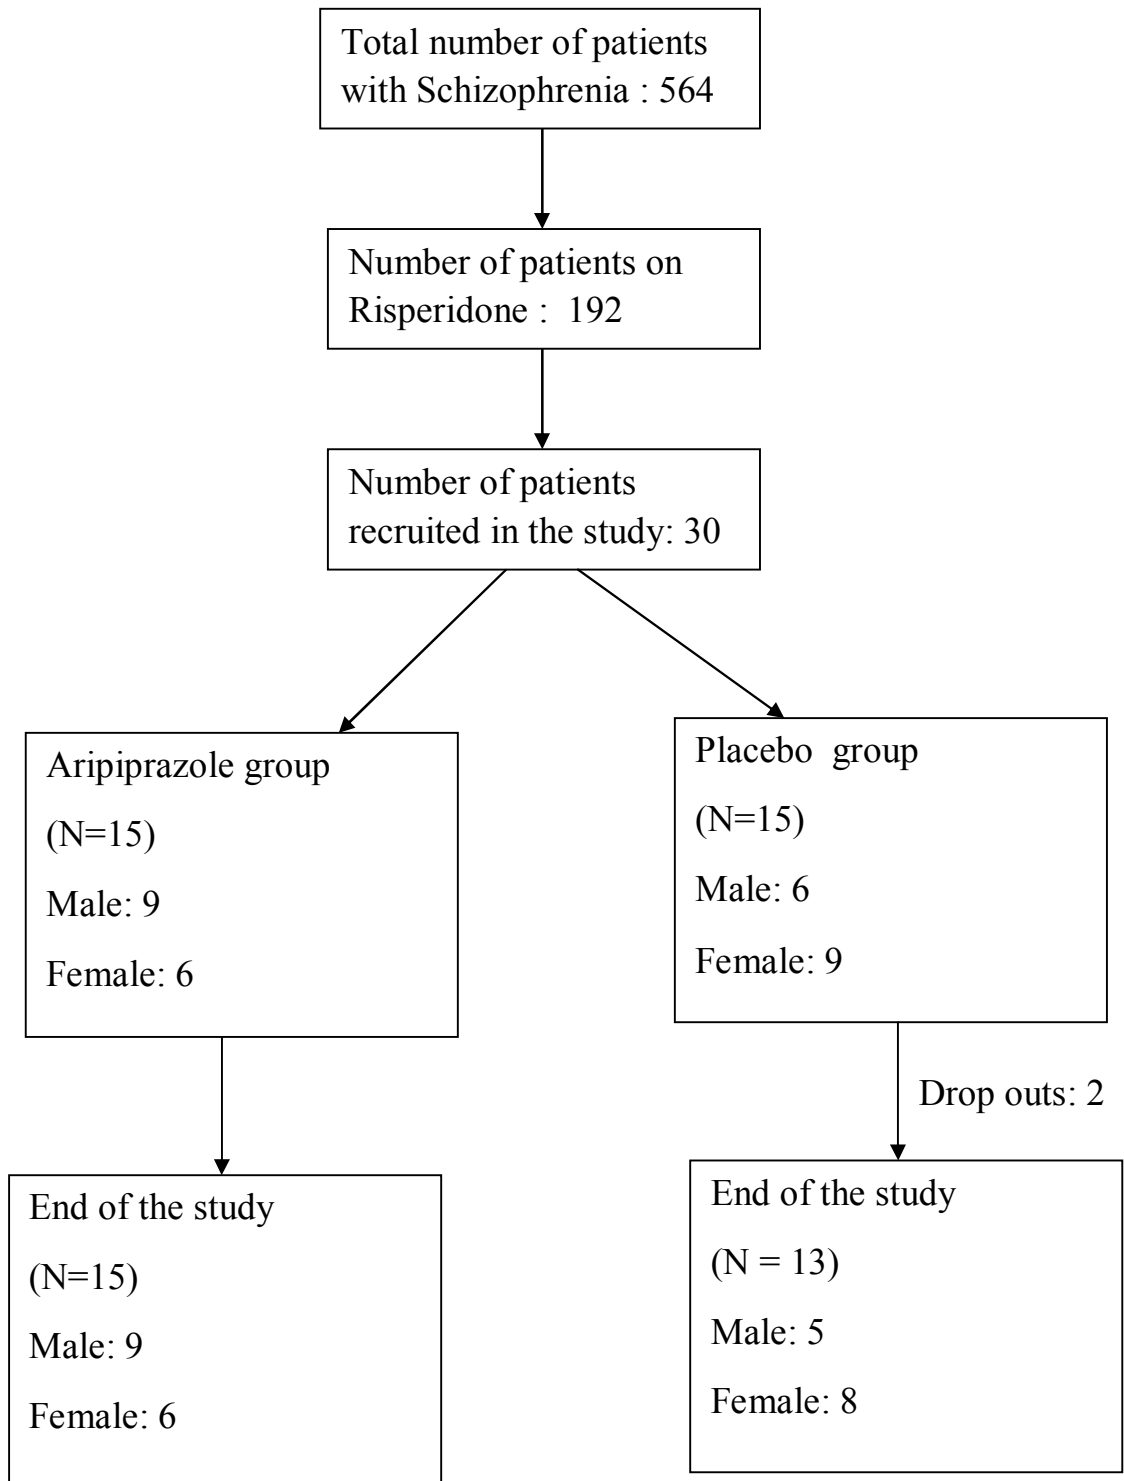 Total number of patients
with Schizophrenia : 564
Number of patients on
Risperidone :  192
Number of patients
recruited in the study: 30
Aripiprazole group
(N=15)
Male: 9
Female: 6
Placebo  group
(N=15)
Male: 6
Female: 9
Drop outs: 2
End of the study
(N=15)
Male: 9
Female: 6
End of the study
(N = 13)
Male: 5
Female: 8